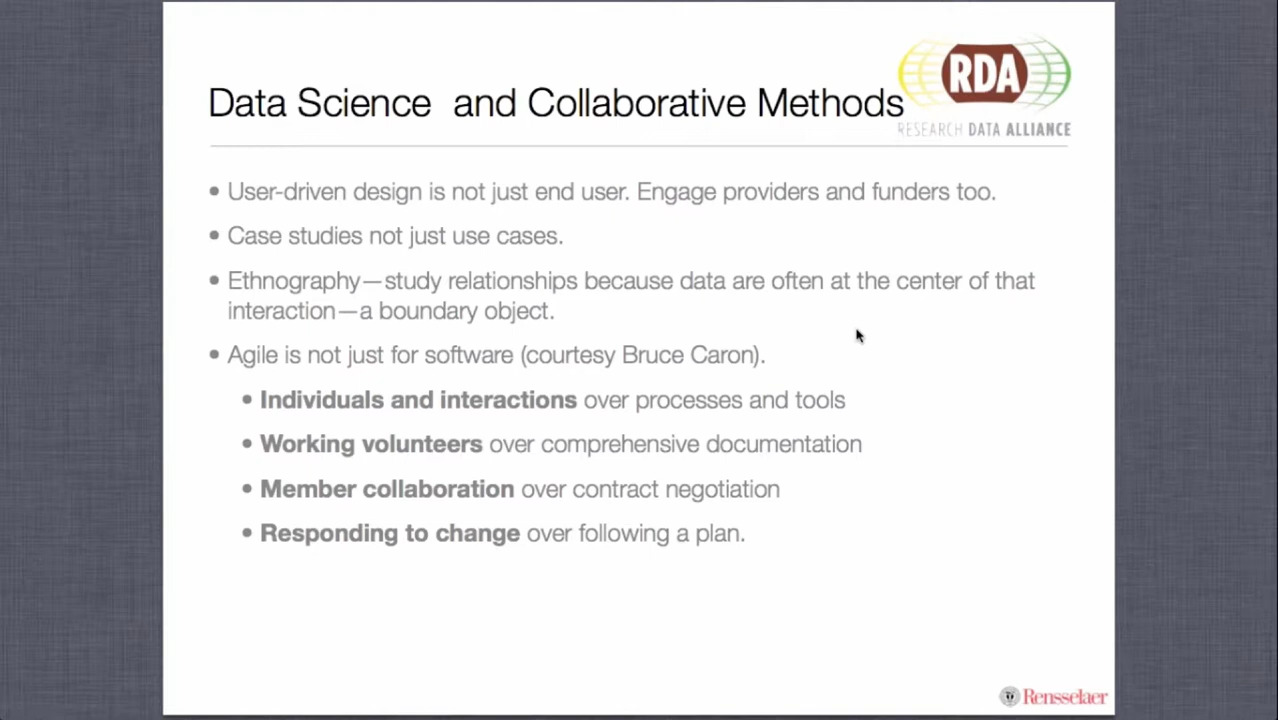 Data Science and Collaborative Methods
RDA
RESEARCH DATA ALLIANCE
• User-driven design is not just end user. Engage providers and funders too.
• Case studies not just use cases.
• Ethnography—study relationships because data are often at the center of that
interaction—a boundary object.
• Agile is not just for software (courtesy Bruce Caron).
• Individuals and interactions over processes and tools
• Working volunteers over comprehensive documentation
• Member collaboration over contract negotiation
• Responding to change over following a plan.
Rensselaer